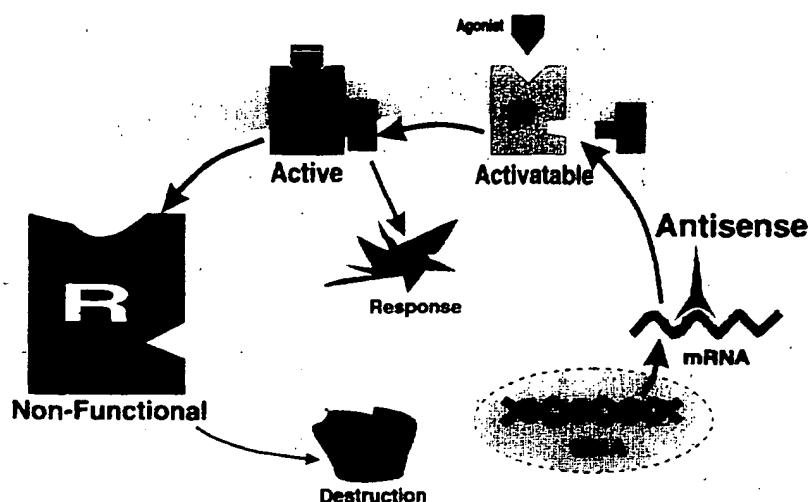 Agonist
Active
Activatable
Antisense
R
Response
mRNA
Non-Functional
Destruction